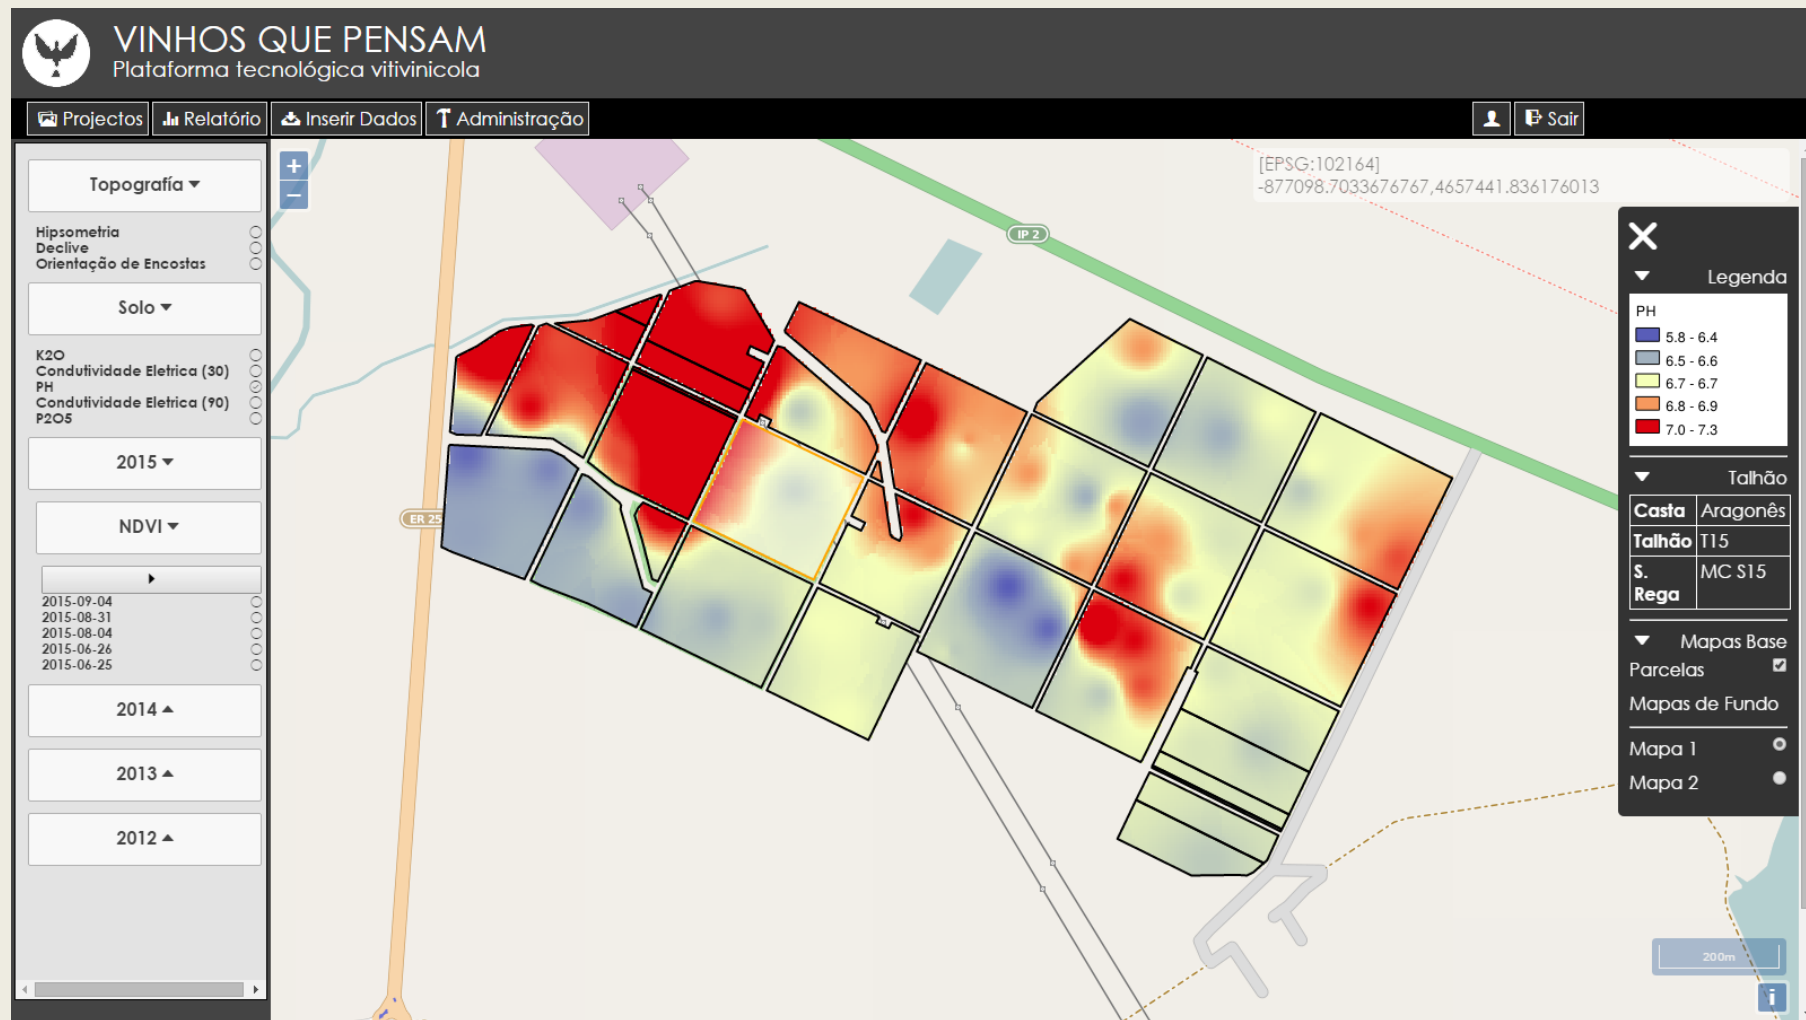 VINHOS QUE PENSAM
Plataforma tecnológica vitivinicola
Projectos Relatório Inserir Dados Administração Sair
Topografía
Hipsometria
Declive
Orientação de Encostas
Solo
K2O
Condutividade Eletrica (30)
PH
Condutividade Eletrica (90)
P2O5
2015
NDVI
2015-09-04
2015-08-31
2015-08-04
2015-06-26
2015-06-25
2014
2013
2012
+
−
[EPSG:102164]
-877098.7033676767,4657441.836176013
IP 2
ER 25
Legenda
PH
5.8 - 6.4
6.5 - 6.6
6.7 - 6.7
6.8 - 6.9
7.0 - 7.3
Talhão
Casta Aragonês
Talhão T15
S. MC S15
Rega
Mapas Base
Parcelas
Mapas de Fundo
Mapa 1
Mapa 2
200m
i